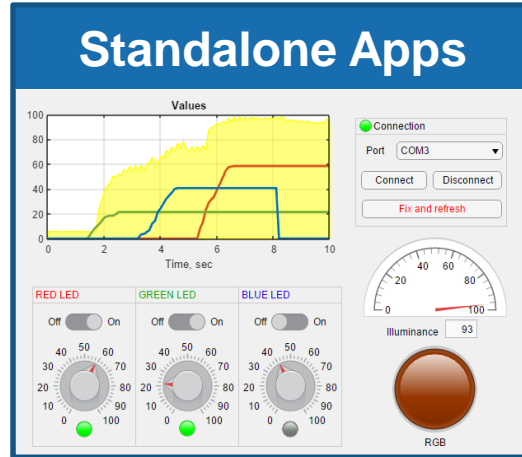 Standalone Apps
Values
100
80
60
40
20
0
0 2 4 6 8 10
Time, sec
Connection
Port COM3
Connect Disconnect
Fix and refresh
0 20 40 60 80 100
Illuminance 93
RGB
RED LED GREEN LED BLUE LED
Off On Off On Off On
0 10 20 30 40 50 60 70 80 90 100
0 10 20 30 40 50 60 70 80 90 100
0 10 20 30 40 50 60 70 80 90 100